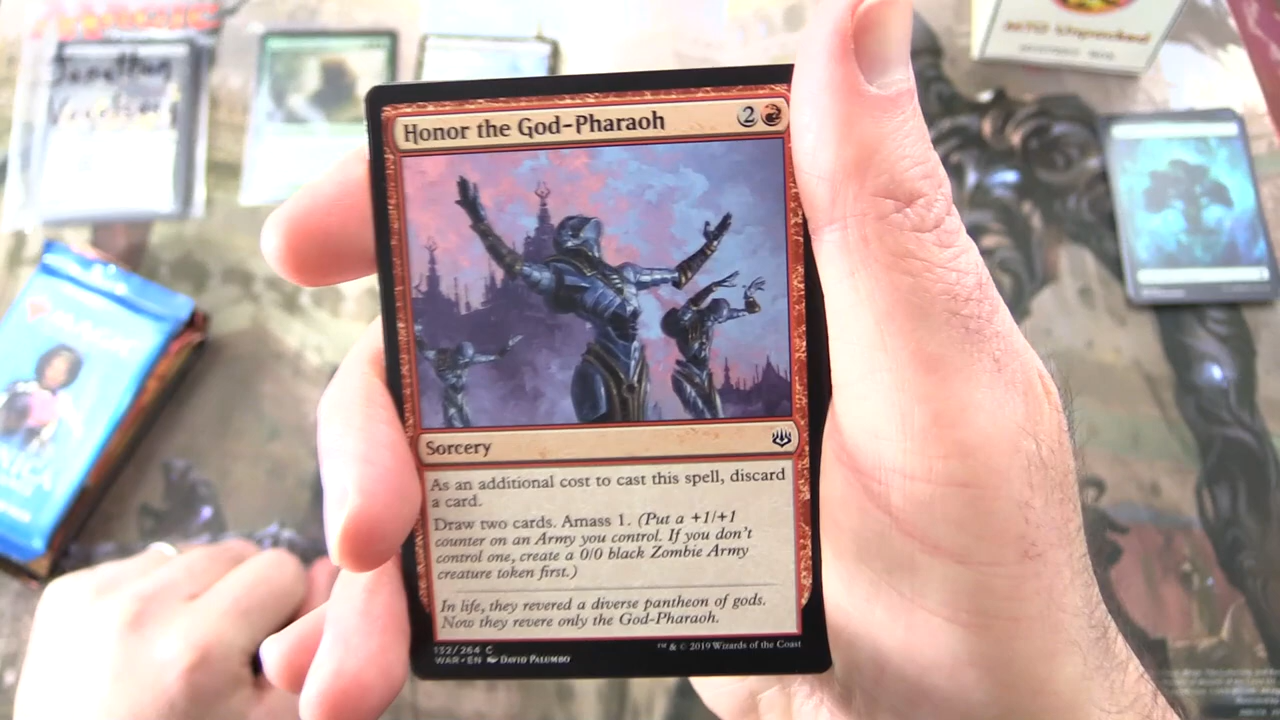 Honor the God-Pharaoh
2
Sorcery
As an additional cost to cast this spell, discard
a card.
Draw two cards. Amass 1. (Put a +1/+1
counter on an Army you control. If you don't
control one, create a 0/0 black Zombie Army
creature token first.)
In life, they revered a diverse pantheon of gods.
Now they revere only the God-Pharaoh.
132/264 C
WAR • EN DAVID PALUMBO
™ & © 2019 Wizards of the Coast
MTG Unpacked